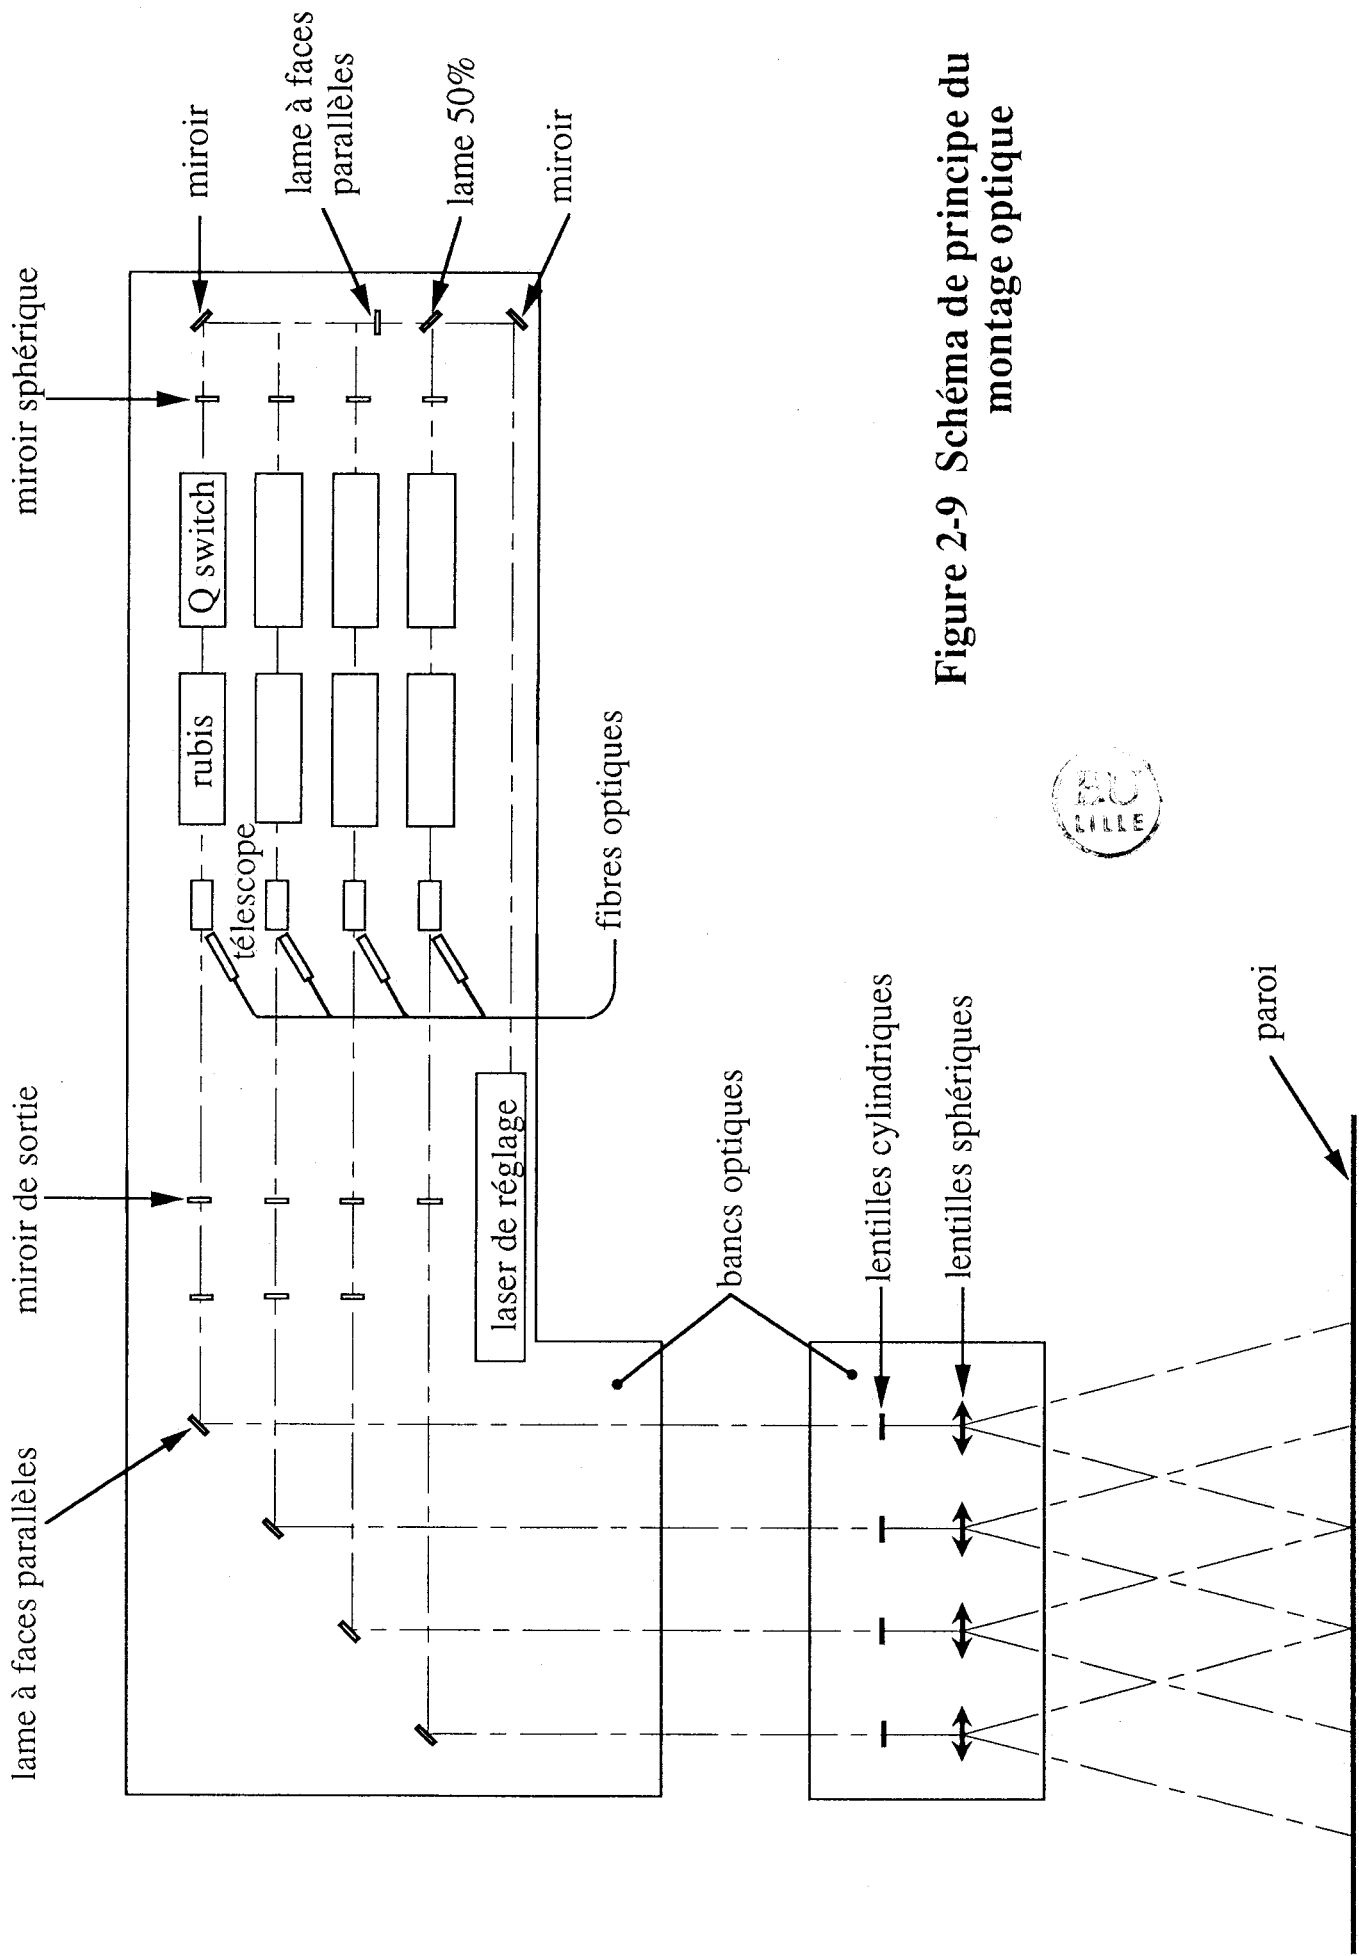 miroir sphérique
miroir
lame à faces
parallèles
lame 50%
miroir
Q switch
rubis
télescope
fibres optiques
miroir de sortie
laser de réglage
lame à faces parallèles
bancs optiques
lentilles cylindriques
lentilles sphériques
paroi
Figure 2-9 Schéma de principe du
montage optique
BU
LILLE